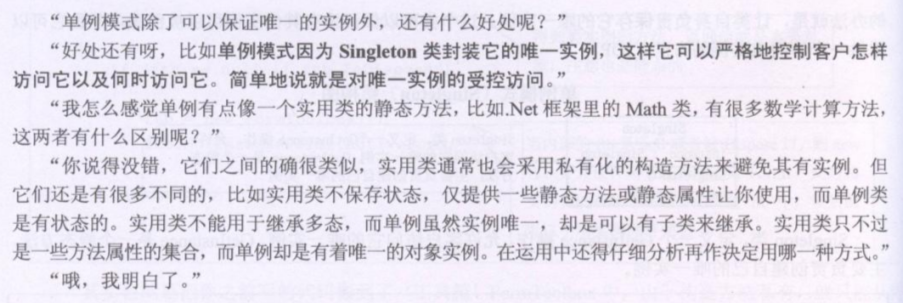 “单例模式除了可以保证唯一的实例外，还有什么好处呢？”
“好处还有呀，比如单例模式因为 Singleton 类封装它的唯一实例，这样它可以严格地控制客户怎样
访问它以及何时访问它。简单地说就是对唯一实例的受控访问。”
“我怎么感觉单例有点像一个实用类的静态方法，比如.Net 框架里的 Math 类，有很多数学计算方法，
这两者有什么区别呢？”
“你说得没错，它们之间的确很类似，实用类通常也会采用私有化的构造方法来避免其有实例。但
它们还是有很多不同的，比如实用类不保存状态，仅提供一些静态方法或静态属性让你使用，而单例类
是有状态的。实用类不能用于继承多态，而单例虽然实例唯一，却是可以有子类来继承。实用类只不过
是一些方法属性的集合，而单例却是有着唯一的对象实例。在运用中还得仔细分析再作决定用哪一种方式。”
“哦，我明白了。”